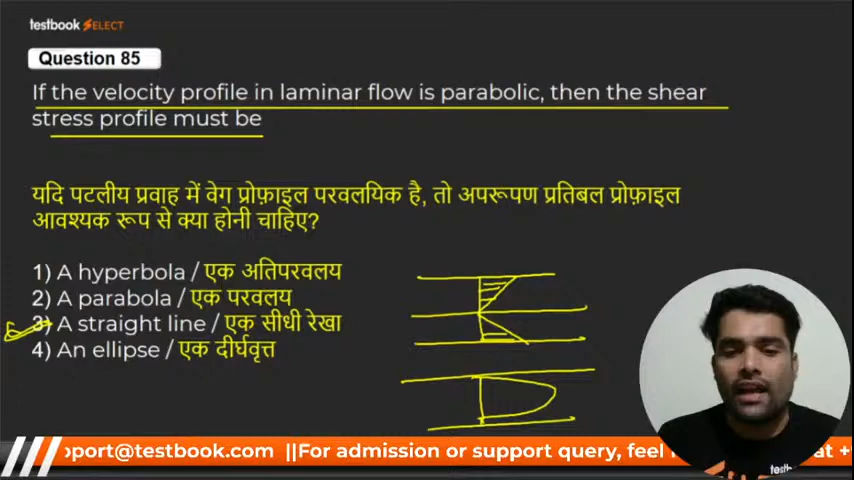 testbook SELECT
Question 85
If the velocity profile in laminar flow is parabolic, then the shear
stress profile must be
यदि पटलीय प्रवाह में वेग प्रोफ़ाइल परवलयिक है, तो अपरूपण प्रतिबल प्रोफ़ाइल
आवश्यक रूप से क्या होनी चाहिए?
1) A hyperbola / एक अतिपरवलय
2) A parabola / एक परवलय
3) A straight line / एक सीधी रेखा
4) An ellipse / एक दीर्घवृत्त
pport@testbook.com ||For admission or support query, feel at +